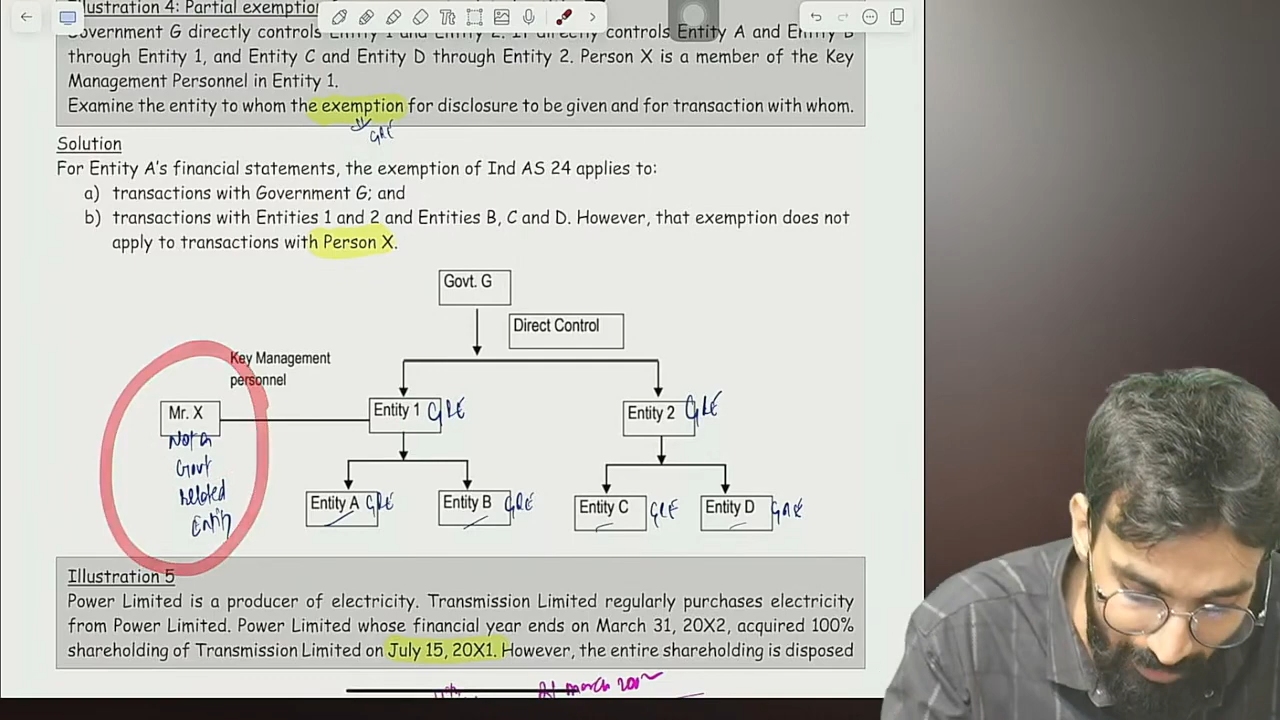 Illustration 4: Partial exemption
Government G directly controls Entity 1 and Entity 2. It directly controls Entity A and Entity B
through Entity 1, and Entity C and Entity D through Entity 2. Person X is a member of the Key
Management Personnel in Entity 1.
Examine the entity to whom the exemption for disclosure to be given and for transaction with whom.
GRE
Solution
For Entity A's financial statements, the exemption of Ind AS 24 applies to:
a) transactions with Government G; and
b) transactions with Entities 1 and 2 and Entities B, C and D. However, that exemption does not
apply to transactions with Person X.
Govt. G
Direct Control
Key Management
personnel
Mr. X
Not a
Govt
Related
Entity
Entity 1 GRE
Entity 2 GRE
Entity A GRE
Entity B GRE
Entity C GRE
Entity D GRE
Illustration 5
Power Limited is a producer of electricity. Transmission Limited regularly purchases electricity
from Power Limited. Power Limited whose financial year ends on March 31, 20X2, acquired 100%
shareholding of Transmission Limited on July 15, 20X1. However, the entire shareholding is disposed
march